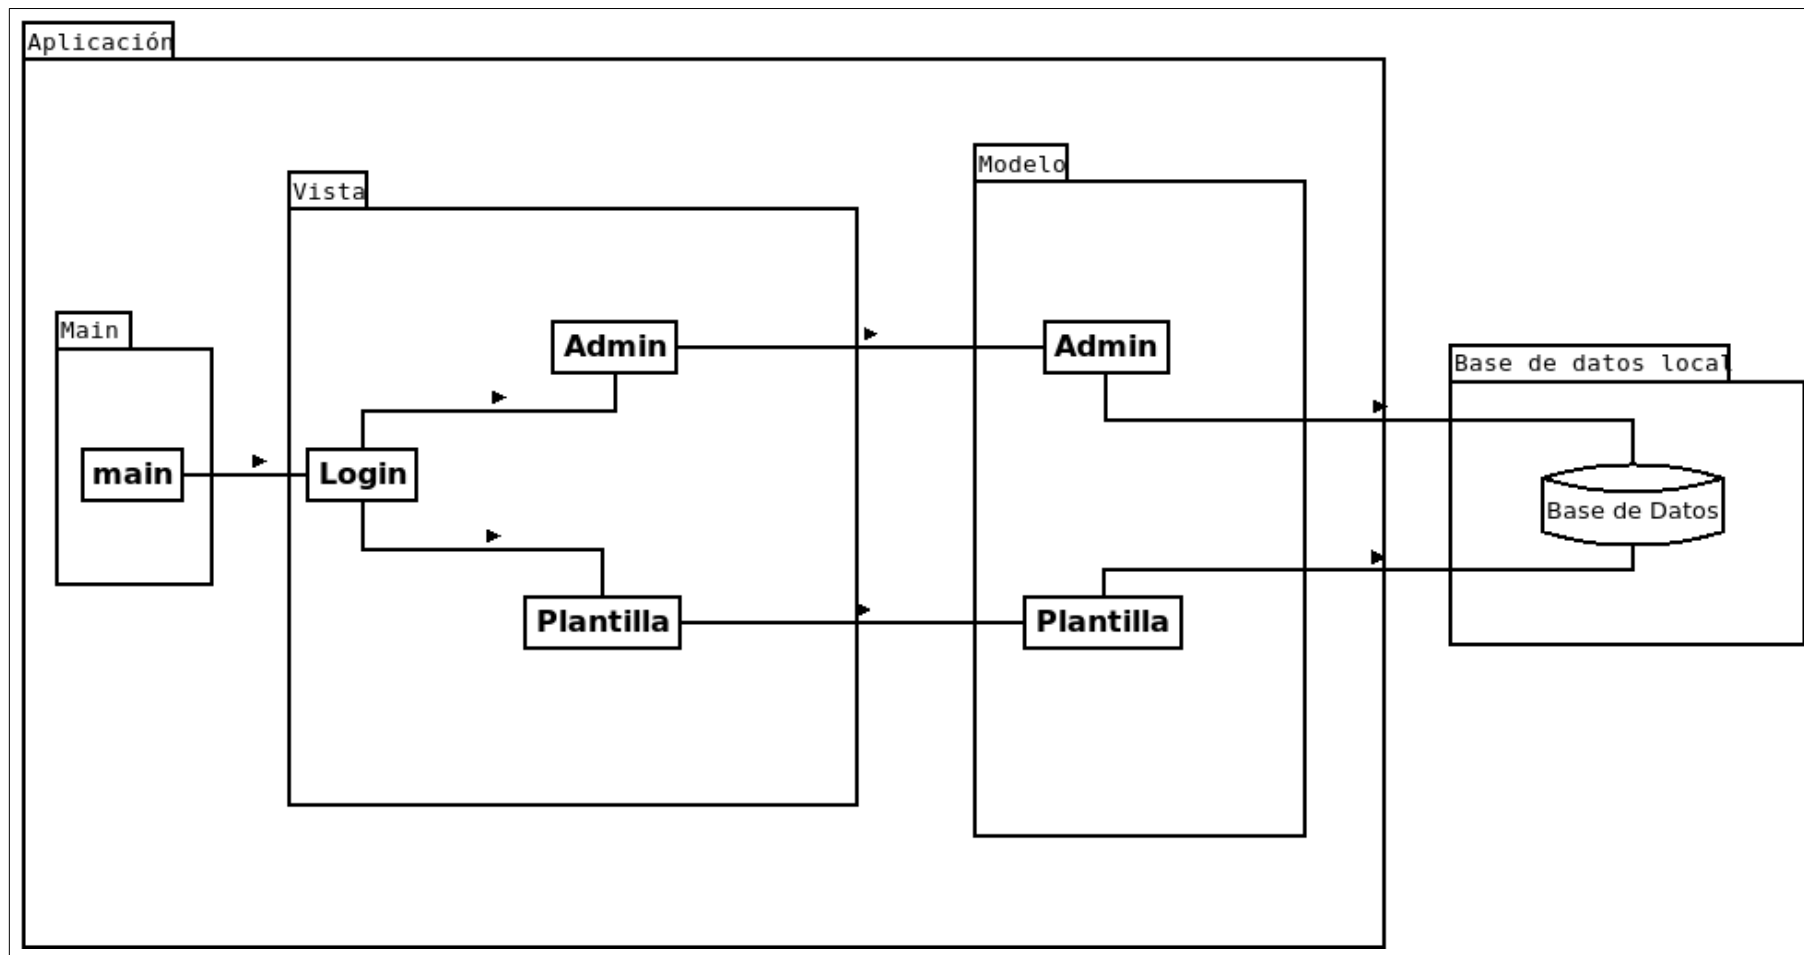 Aplicación
Modelo
Vista
Main
Admin
Admin
Base de datos local
main
Login
Base de Datos
Plantilla
Plantilla